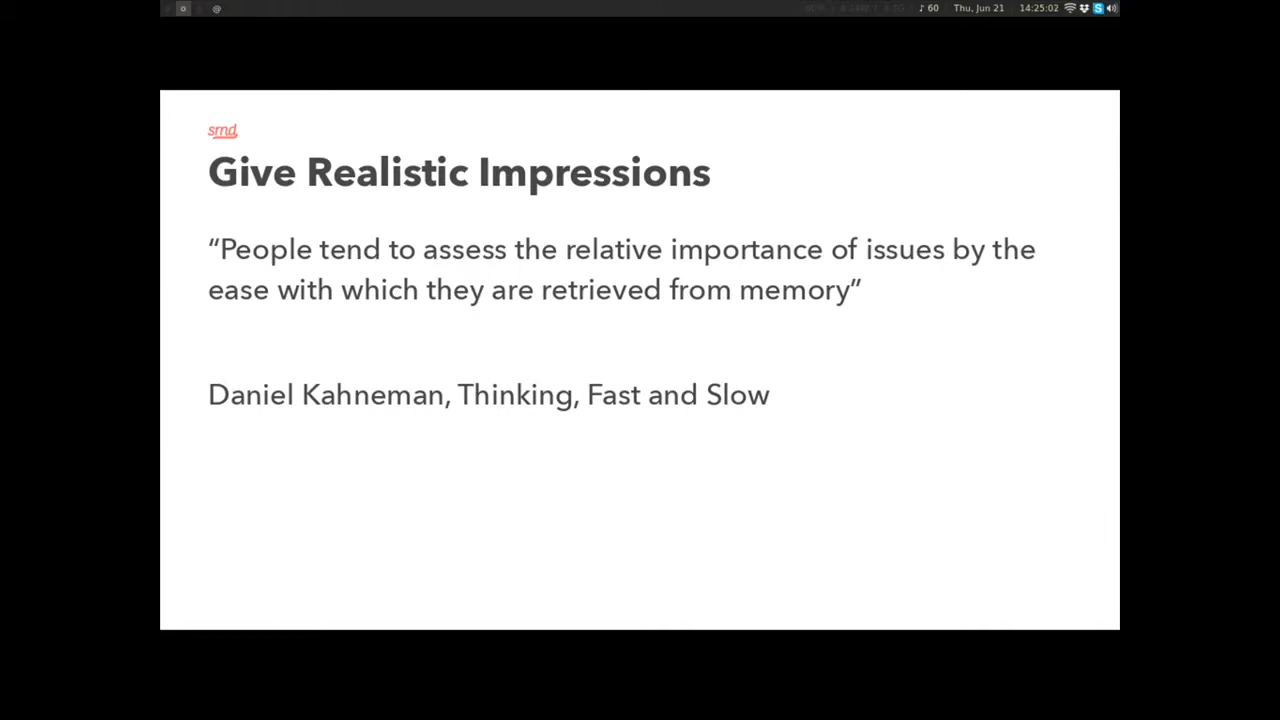 @ ♪ 60 Thu, Jun 21 14:25:02
srnd
Give Realistic Impressions
“People tend to assess the relative importance of issues by the
ease with which they are retrieved from memory”
Daniel Kahneman, Thinking, Fast and Slow